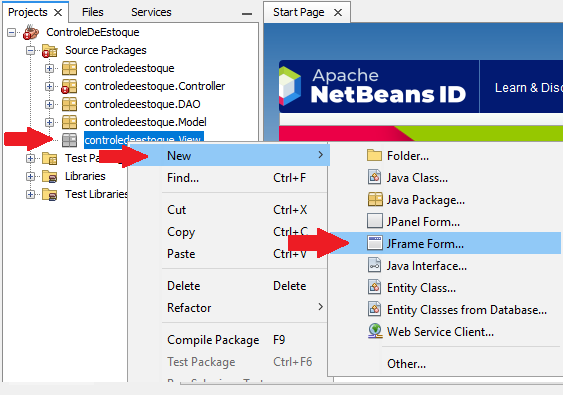 Projects × Files Services
Start Page ×
ControleDeEstoque
Source Packages
controledeestoque
controledeestoque.Controller
controledeestoque.DAO
controledeestoque.Model
controledeestoque.View
Test Pa
Libraries
Test Libraries
Apache
NetBeans ID
Learn & Disc
New >
Find... Ctrl+F
Cut Ctrl+X
Copy Ctrl+C
Paste Ctrl+V
Delete Delete
Refactor >
Compile Package F9
Test Package Ctrl+F6
Folder...
Java Class...
Java Package...
JPanel Form...
JFrame Form...
Java Interface...
Entity Class...
Entity Classes from Database...
Web Service Client...
Other...